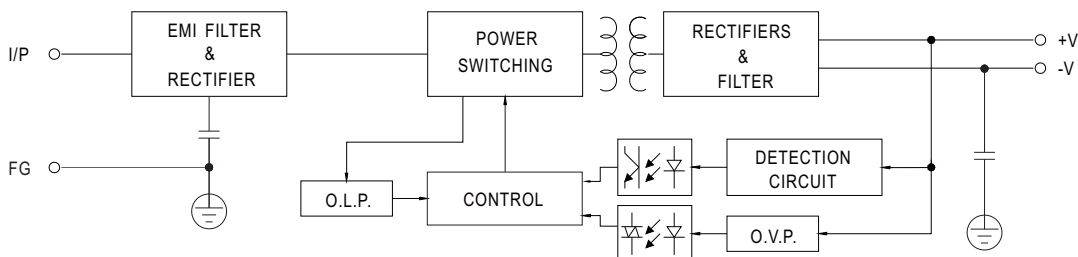 I/P
EMI FILTER
&
RECTIFIER
POWER
SWITCHING
RECTIFIERS
&
FILTER
+V
-V
FG
O.L.P.
CONTROL
DETECTION
CIRCUIT
O.V.P.